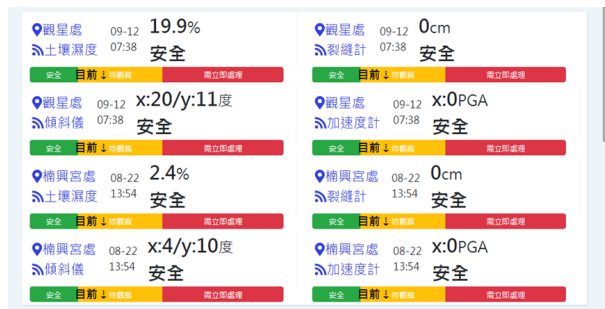 觀星處 09-12 19.9%
土壤濕度 07:38 安全
安全 目前↓待觀察 需立即處理
觀星處 09-12 0cm
裂縫計 07:38 安全
安全 目前↓待觀察 需立即處理
觀星處 09-12 x:20/y:11度
傾斜儀 07:38 安全
安全 目前↓待觀察 需立即處理
觀星處 09-12 x:0PGA
加速度計 07:38 安全
安全 目前↓待觀察 需立即處理
楠興宮處 08-22 2.4%
土壤濕度 13:54 安全
安全 目前↓待觀察 需立即處理
楠興宮處 08-22 0cm
裂縫計 13:54 安全
安全 目前↓待觀察 需立即處理
楠興宮處 08-22 x:4/y:10度
傾斜儀 13:54 安全
安全 目前↓待觀察 需立即處理
楠興宮處 08-22 x:0PGA
加速度計 13:54 安全
安全 目前↓待觀察 需立即處理